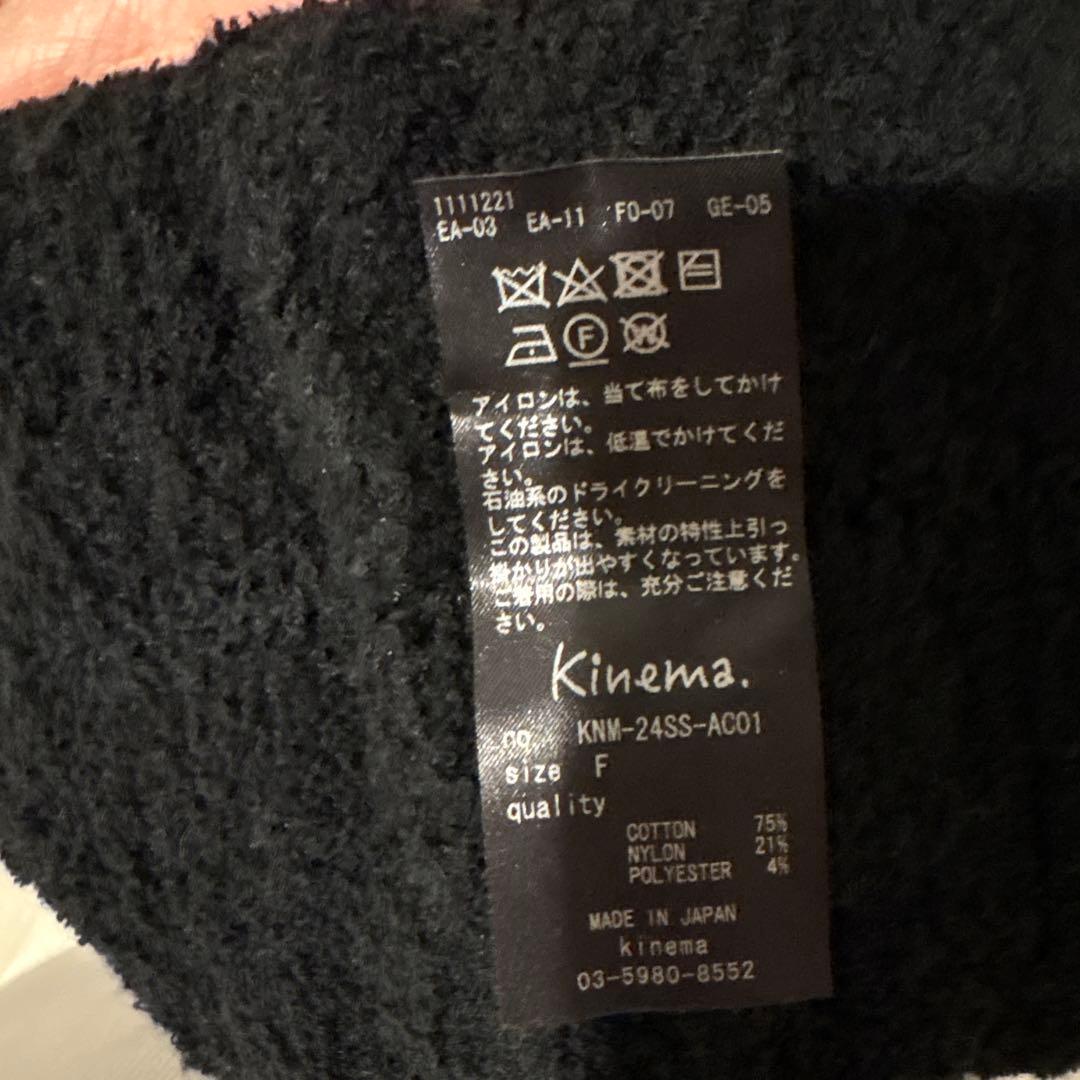 1111221
EA-03 EA-11 FO-07 GE-05
F W
アイロンは、当て布をしてかけ
てください。
アイロンは、低温でかけてくだ
さい。
石油系のドライクリーニングを
してください。
この製品は、素材の特性上引っ
掛かりが出やすくなっています。
ご着用の際は、充分ご注意くだ
さい。
Kinema.
no. KNM-24SS-AC01
size F
quality
COTTON 75%
NYLON 21%
POLYESTER 4%
MADE IN JAPAN
kinema
03-5980-8552